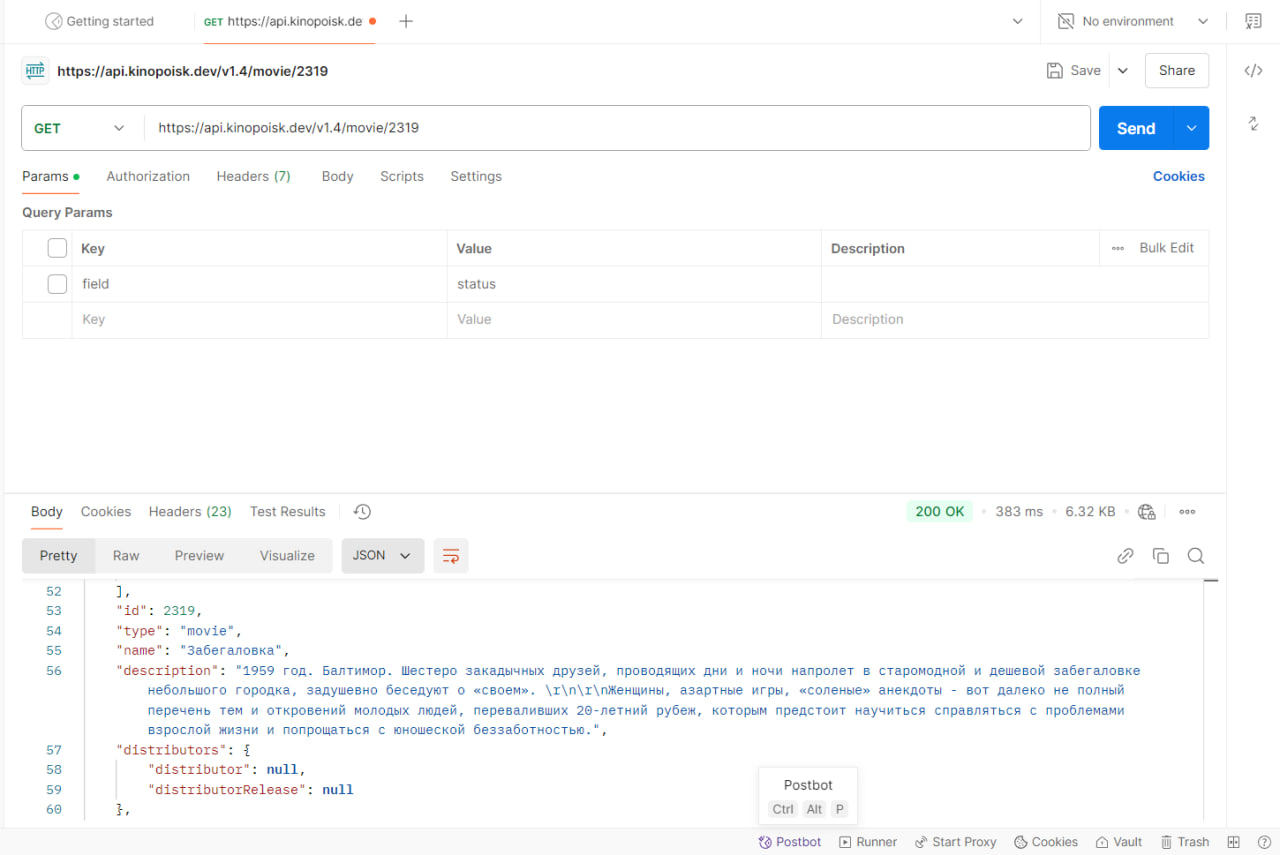 Getting started
GET https://api.kinopoisk.de
No environment
HTTP https://api.kinopoisk.dev/v1.4/movie/2319
Save
Share
GET https://api.kinopoisk.dev/v1.4/movie/2319
Send
Params Authorization Headers (7) Body Scripts Settings
Cookies
Query Params
Key Value Description Bulk Edit
field status
Key Value Description
Body Cookies Headers (23) Test Results
200 OK • 383 ms • 6.32 KB
Pretty Raw Preview Visualize JSON
52 ],
53 "id": 2319,
54 "type": "movie",
55 "name": "Забегаловка",
56 "description": "1959 год. Балтимор. Шестеро закадычных друзей, проводящих дни и ночи напролет в старомодной и дешевой забегаловке
небольшого городка, задушевно беседуют о «своем». \r\n\r\nЖенщины, азартные игры, «соленые» анекдоты - вот далеко не полный
перечень тем и откровений молодых людей, переваливших 20-летний рубеж, которым предстоит научиться справляться с проблемами
взрослой жизни и попрощаться с юношеской беззаботностью.",
57 "distributors": {
58 "distributor": null,
59 "distributorRelease": null
60 },
Postbot
Ctrl Alt P
Postbot Runner Start Proxy Cookies Vault Trash